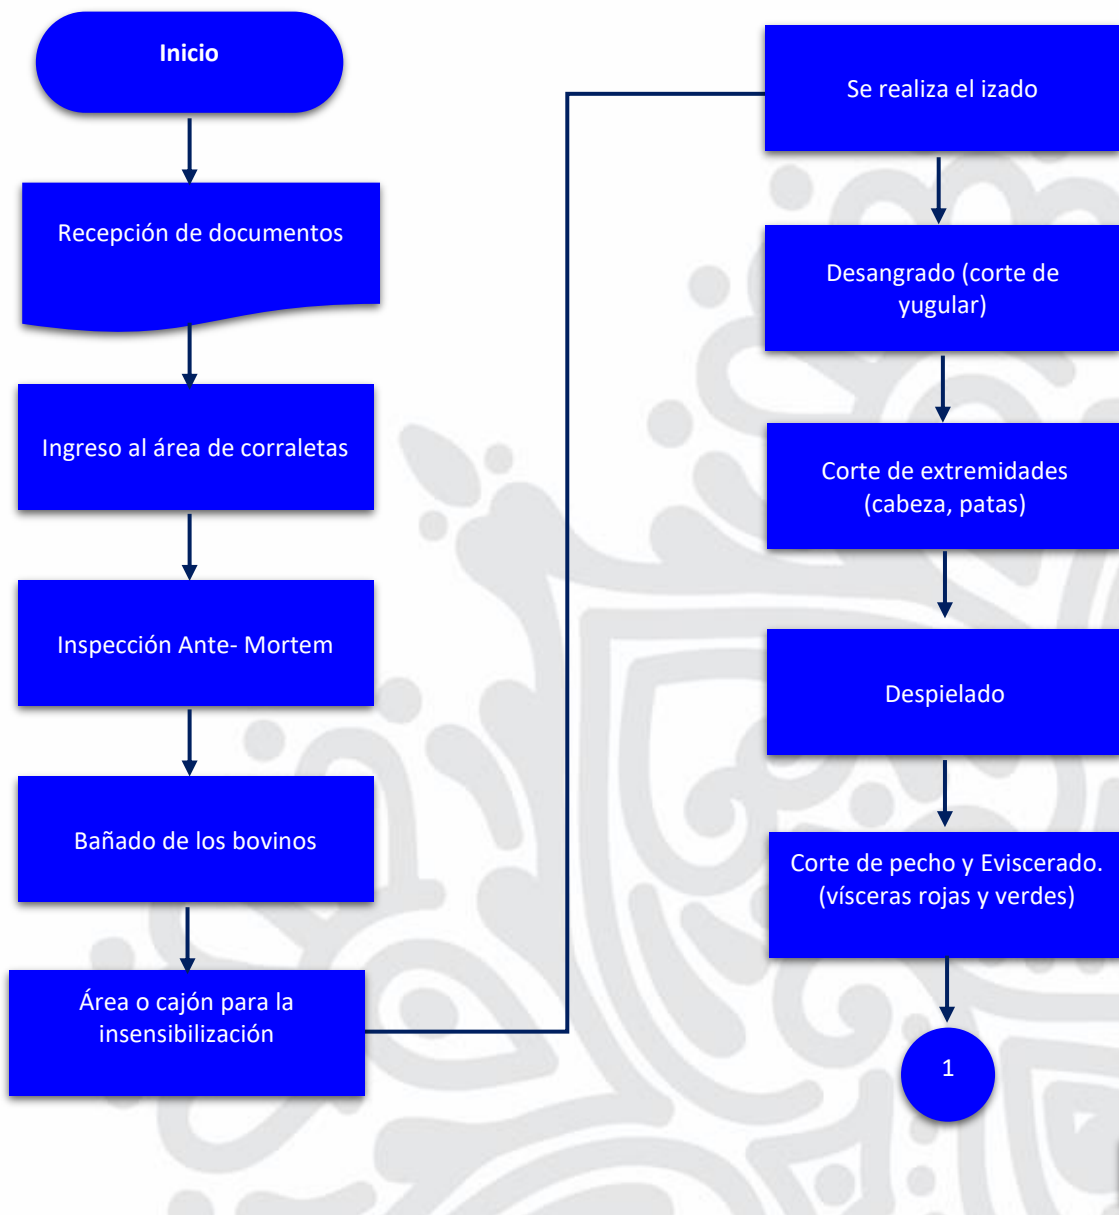 Inicio
Recepción de documentos
Ingreso al área de corraletas
Inspección Ante- Mortem
Bañado de los bovinos
Área o cajón para la
insensibilización
Se realiza el izado
Desangrado (corte de
yugular)
Corte de extremidades
(cabeza, patas)
Despielado
Corte de pecho y Eviscerado.
(vísceras rojas y verdes)
1